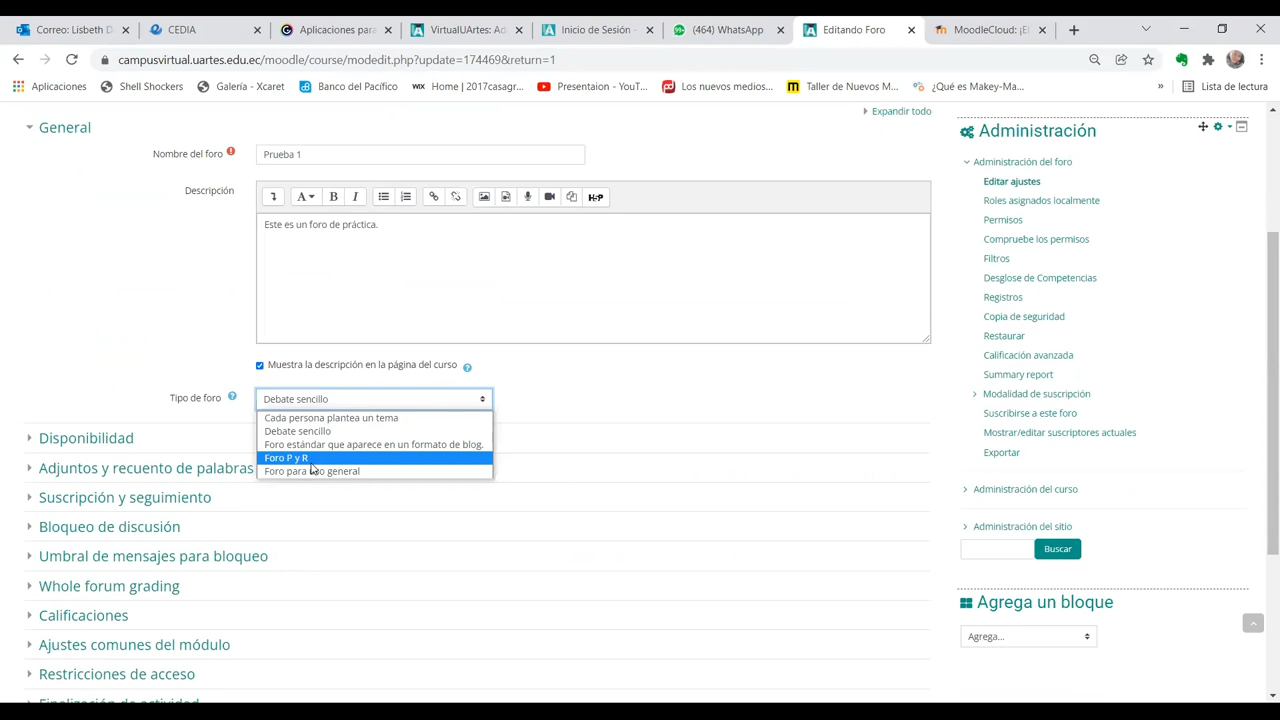 Correo: Lisbeth D
CEDIA
Aplicaciones para
VirtualUArtes: Ad
Inicio de Sesión -
(464) WhatsApp
Editando Foro
MoodleCloud: ¡El
campusvirtual.uartes.edu.ec/moodle/course/modedit.php?update=174469&return=1
Aplicaciones
Shell Shockers
Galería - Xcaret
Banco del Pacífico
WIX
Home | 2017casagr...
Presentaion - YouT...
Los nuevos medios...
Taller de Nuevos M...
¿Qué es Makey-Ma...
»
Lista de lectura
Expandir todo
General
Nombre del foro
Prueba 1
Descripción
A
B
I
H-P
Este es un foro de práctica.
Muestra la descripción en la página del curso
Tipo de foro
Debate sencillo
Cada persona plantea un tema
Debate sencillo
Foro estándar que aparece en un formato de blog.
Foro P y R
Foro para general
Disponibilidad
Adjuntos y recuento de palabras
Suscripción y seguimiento
Bloqueo de discusión
Umbral de mensajes para bloqueo
Whole forum grading
Calificaciones
Ajustes comunes del módulo
Restricciones de acceso
Administración
Administración del foro
Editar ajustes
Roles asignados localmente
Permisos
Compruebe los permisos
Filtros
Desglose de Competencias
Registros
Copia de seguridad
Restaurar
Calificación avanzada
Summary report
Modalidad de suscripción
Suscribirse a este foro
Mostrar/editar suscriptores actuales
Exportar
Administración del curso
Administración del sitio
Buscar
Agrega un bloque
Agrega...